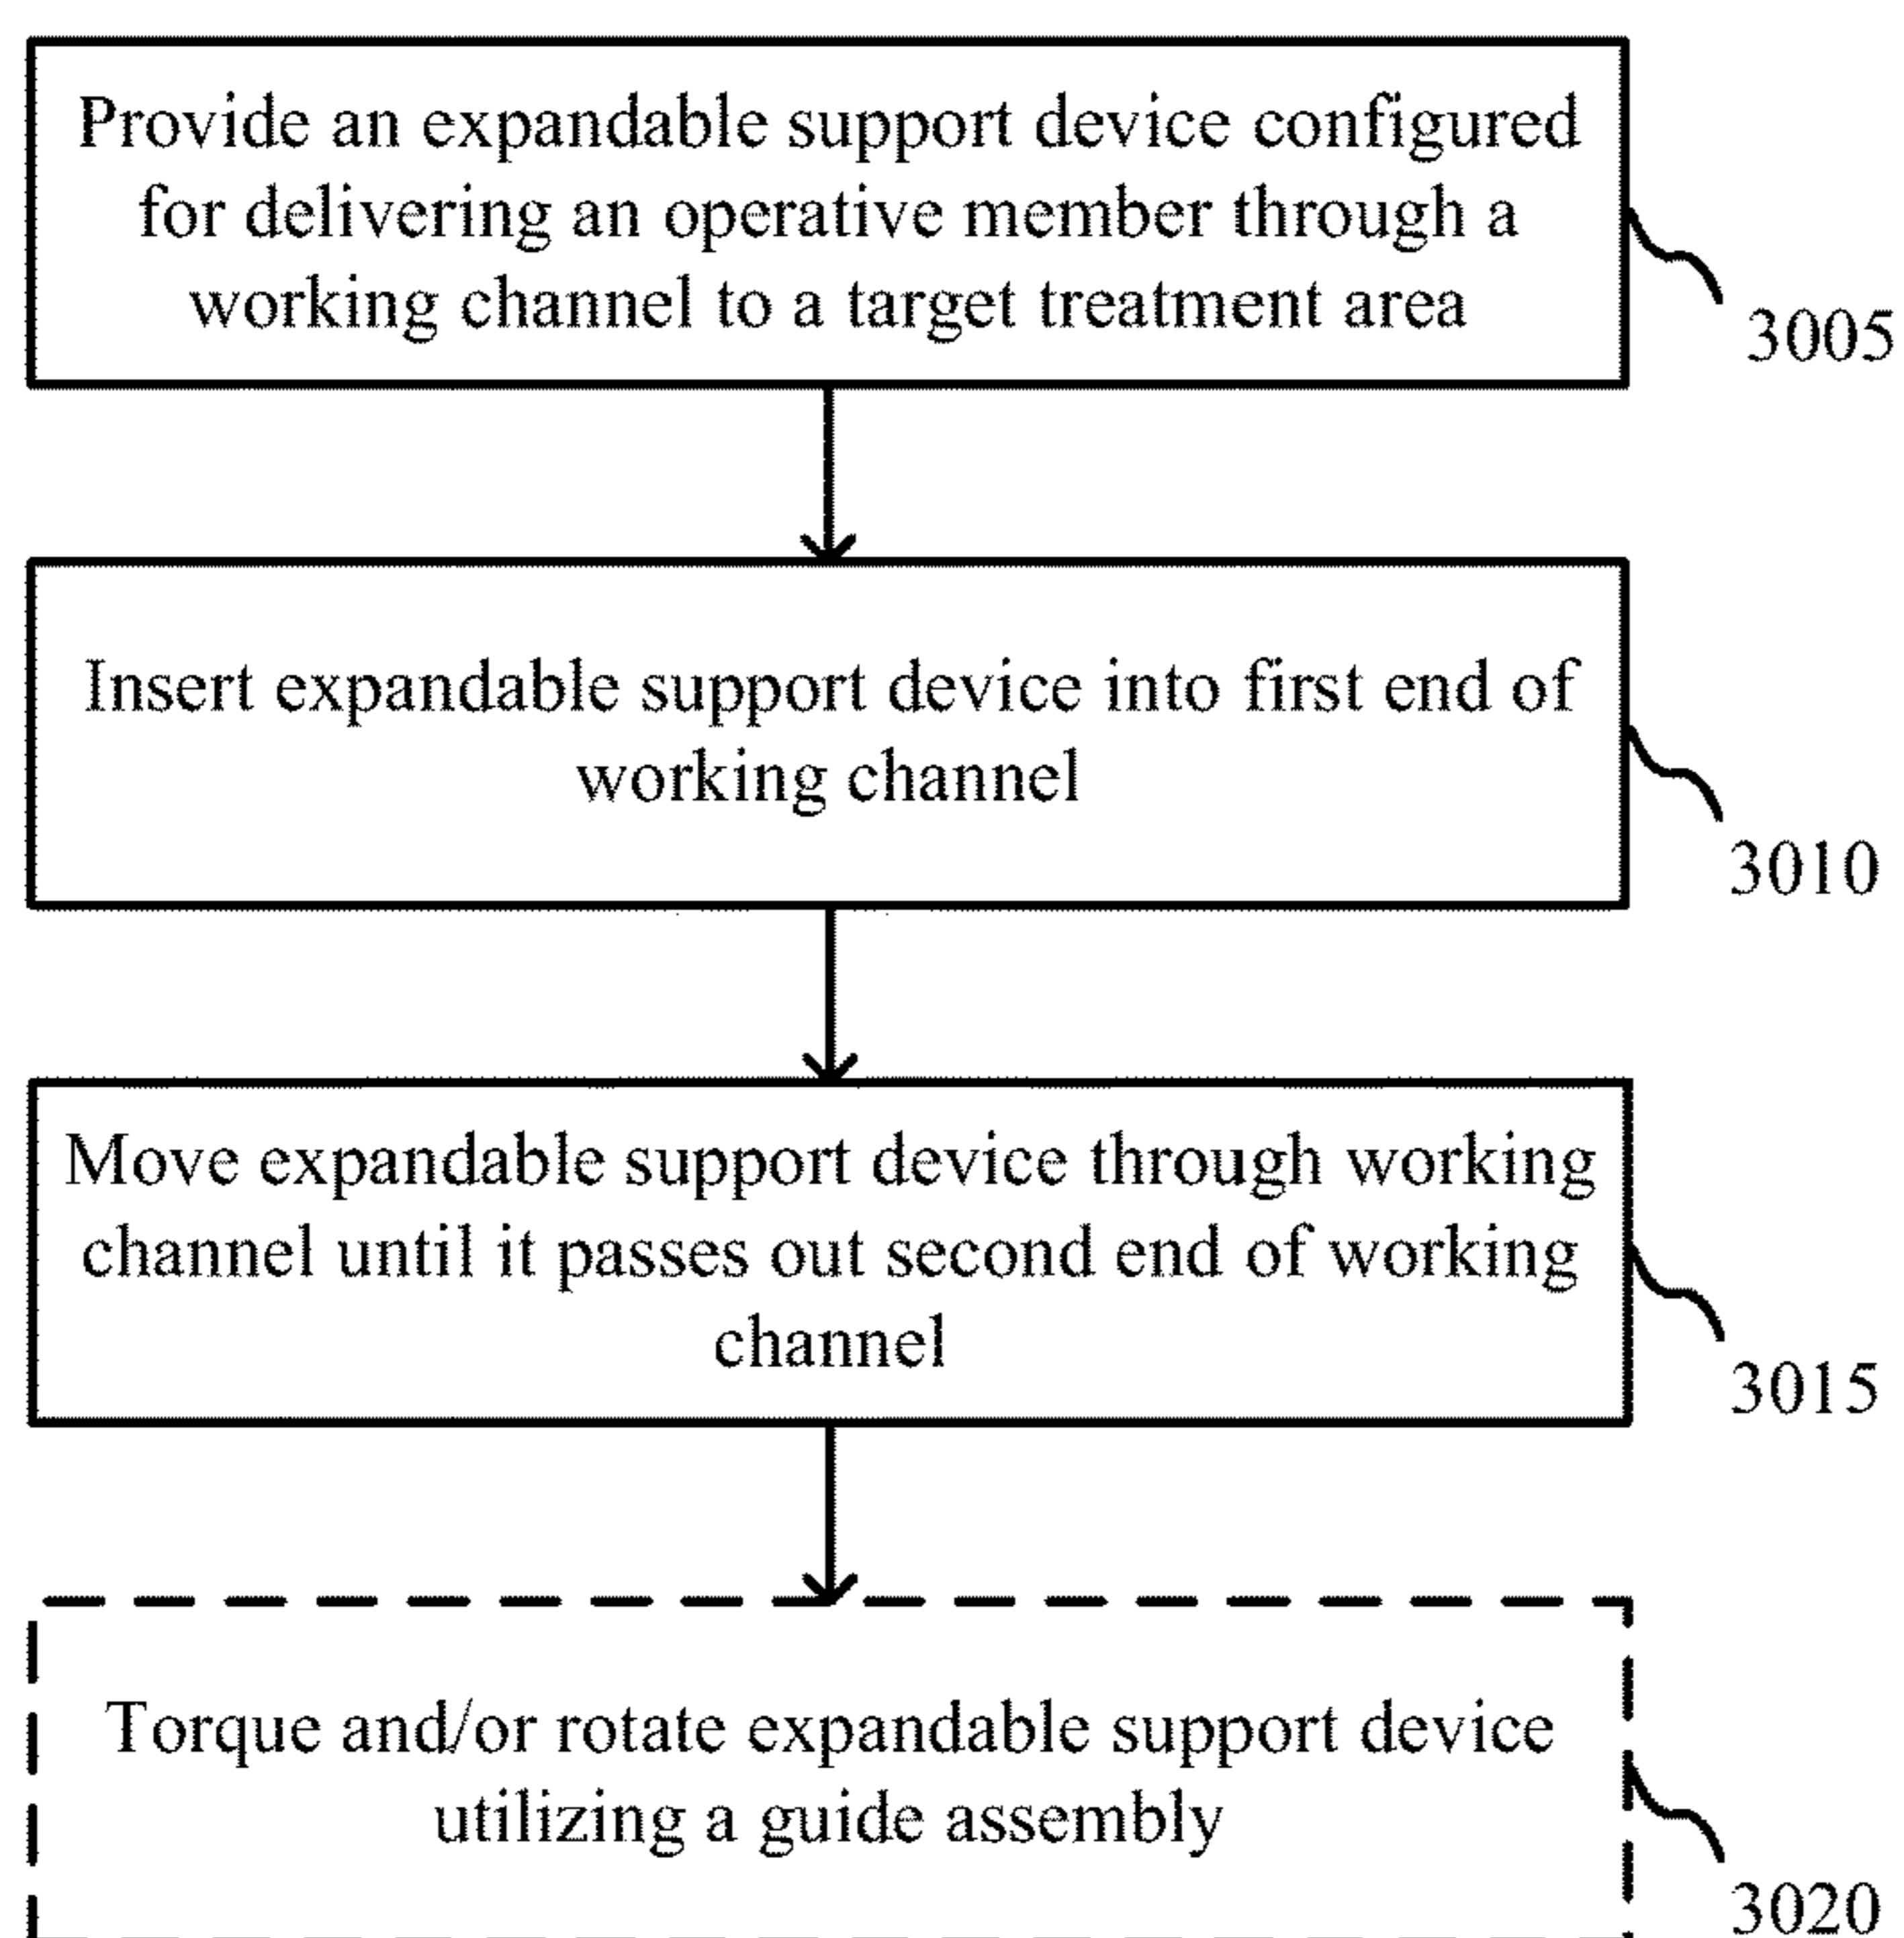 Provide an expandable support device configured
for delivering an operative member through a
working channel to a target treatment area
3005
Insert expandable support device into first end of
working channel
3010
Move expandable support device through working
channel until it passes out second end of working
channel
3015
Torque and/or rotate expandable support device
utilizing a guide assembly
3020